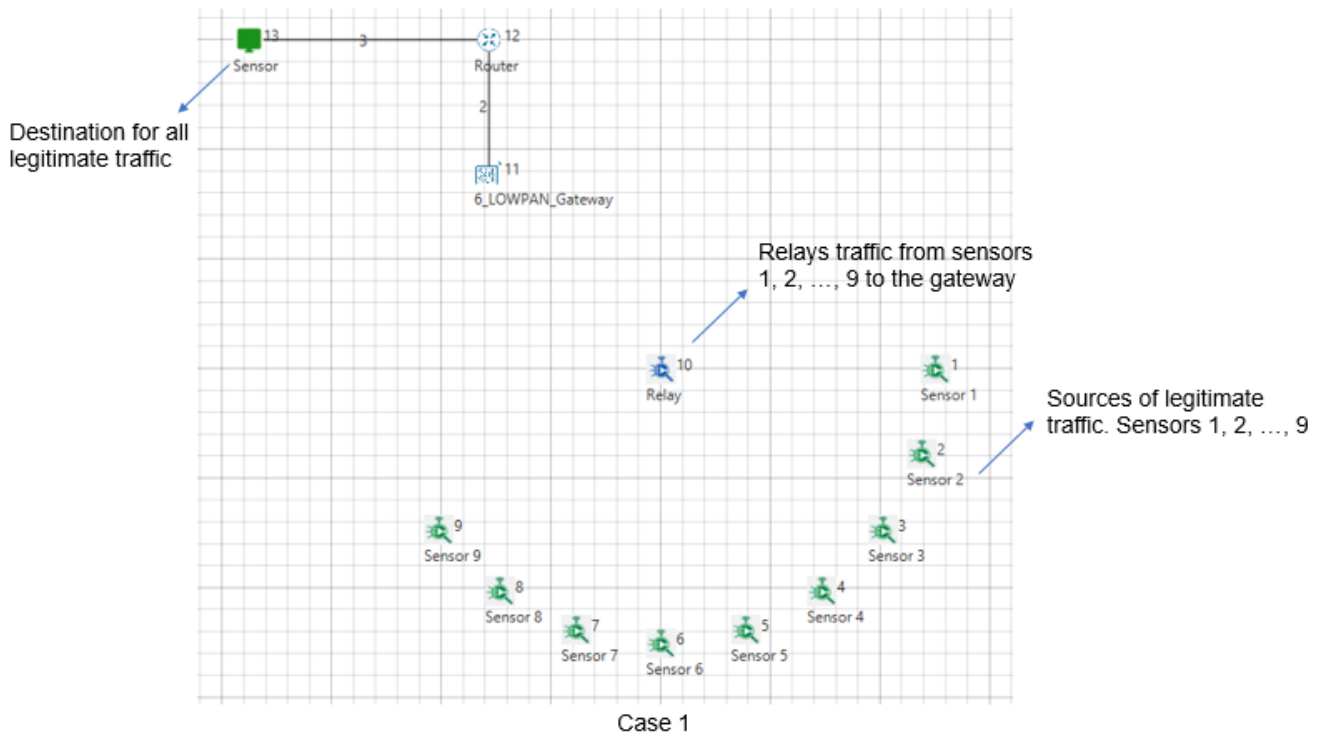 13
3
12
Sensor
Router
2
Destination for all
legitimate traffic
11
6_LOWPAN_Gateway
Relays traffic from sensors
1, 2, …, 9 to the gateway
10
Relay
1
Sensor 1
Sources of legitimate
traffic. Sensors 1, 2, …, 9
2
Sensor 2
9
Sensor 9
3
Sensor 3
8
Sensor 8
4
Sensor 4
7
Sensor 7
6
Sensor 6
5
Sensor 5
Case 1